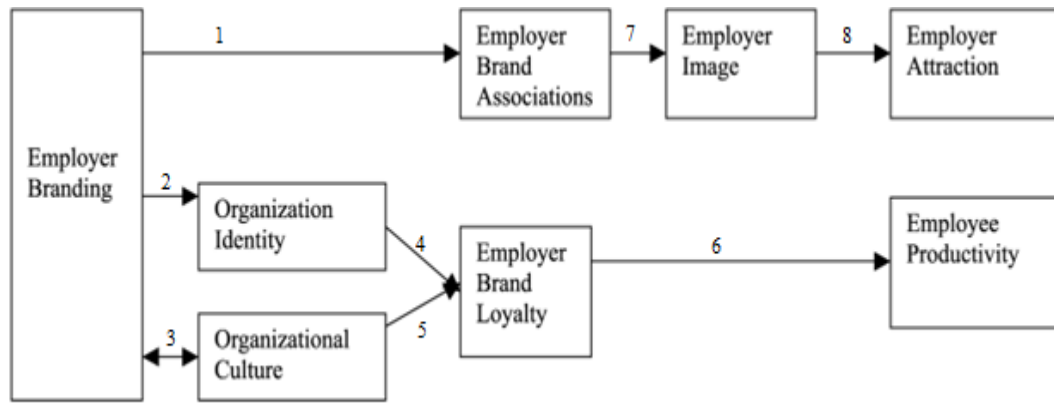 1
Employer
Brand
Associations
7
Employer
Image
8
Employer
Attraction
Employer
Branding
2
Organization
Identity
4
Employer
Brand
Loyalty
6
Employee
Productivity
3
Organizational
Culture
5